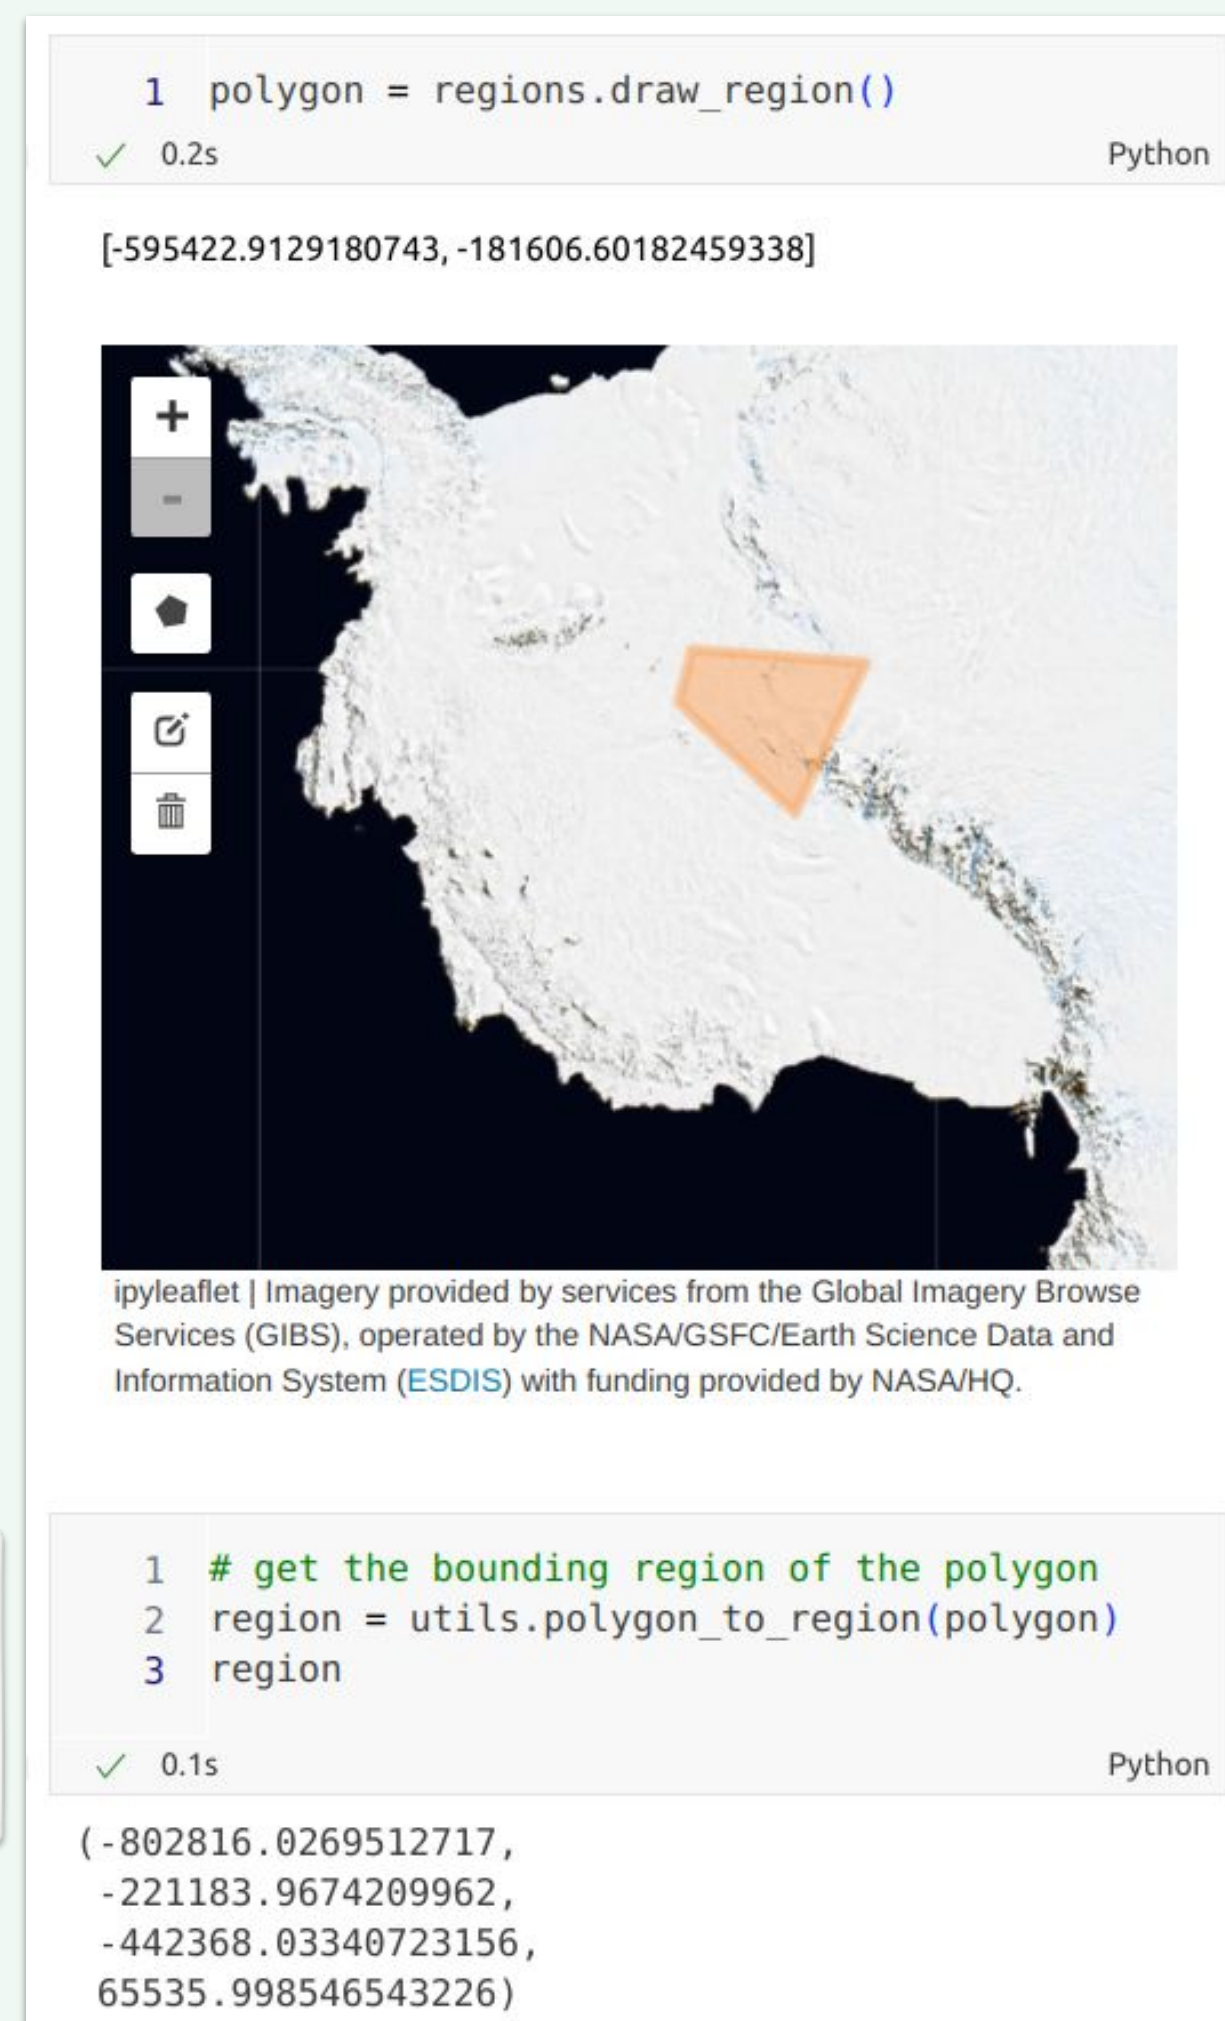 1 polygon = regions.draw_region()
0.2s Python
[-595422.9129180743, -181606.60182459338]
+
-
ipyleaflet | Imagery provided by services from the Global Imagery Browse
Services (GIBS), operated by the NASA/GSFC/Earth Science Data and
Information System (ESDIS) with funding provided by NASA/HQ.
1 # get the bounding region of the polygon
2 region = utils.polygon_to_region(polygon)
3 region
0.1s Python
(-802816.0269512717,
-221183.9674209962,
-442368.03340723156,
65535.998546543226)